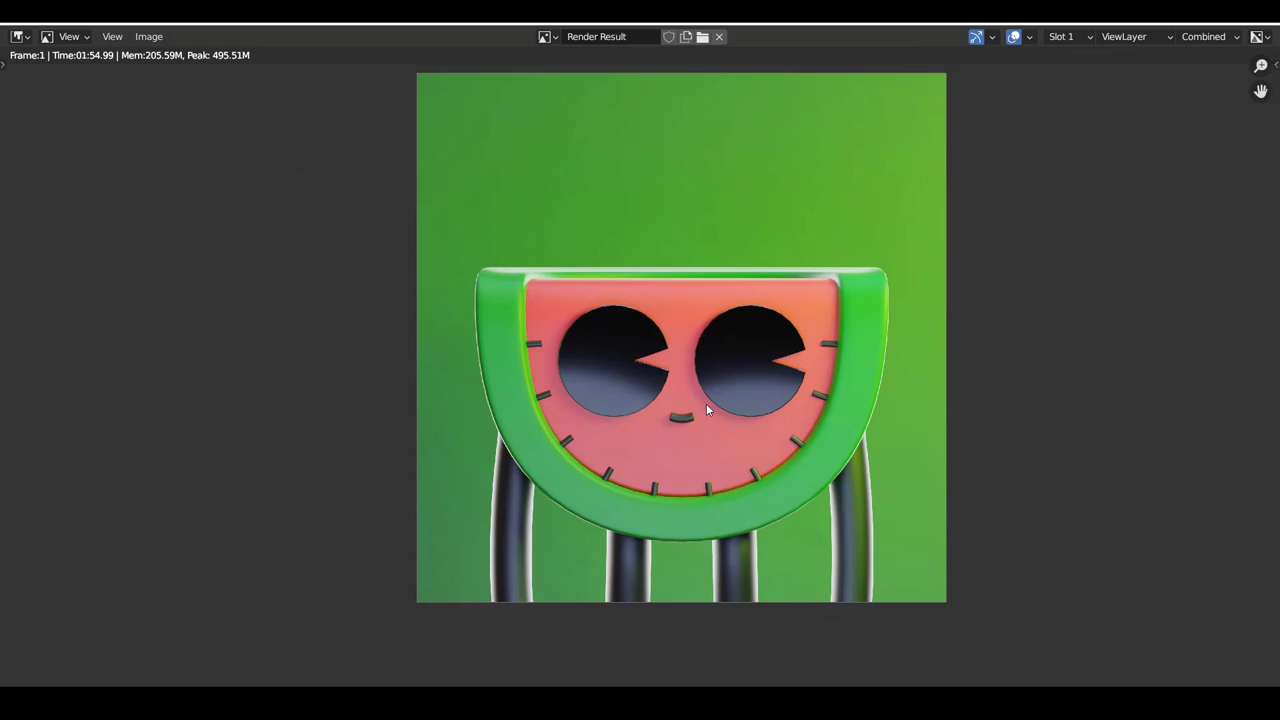 View View Image Render Result Slot 1 ViewLayer Combined
Frame:1 | Time:01:54.99 | Mem:205.59M, Peak: 495.51M